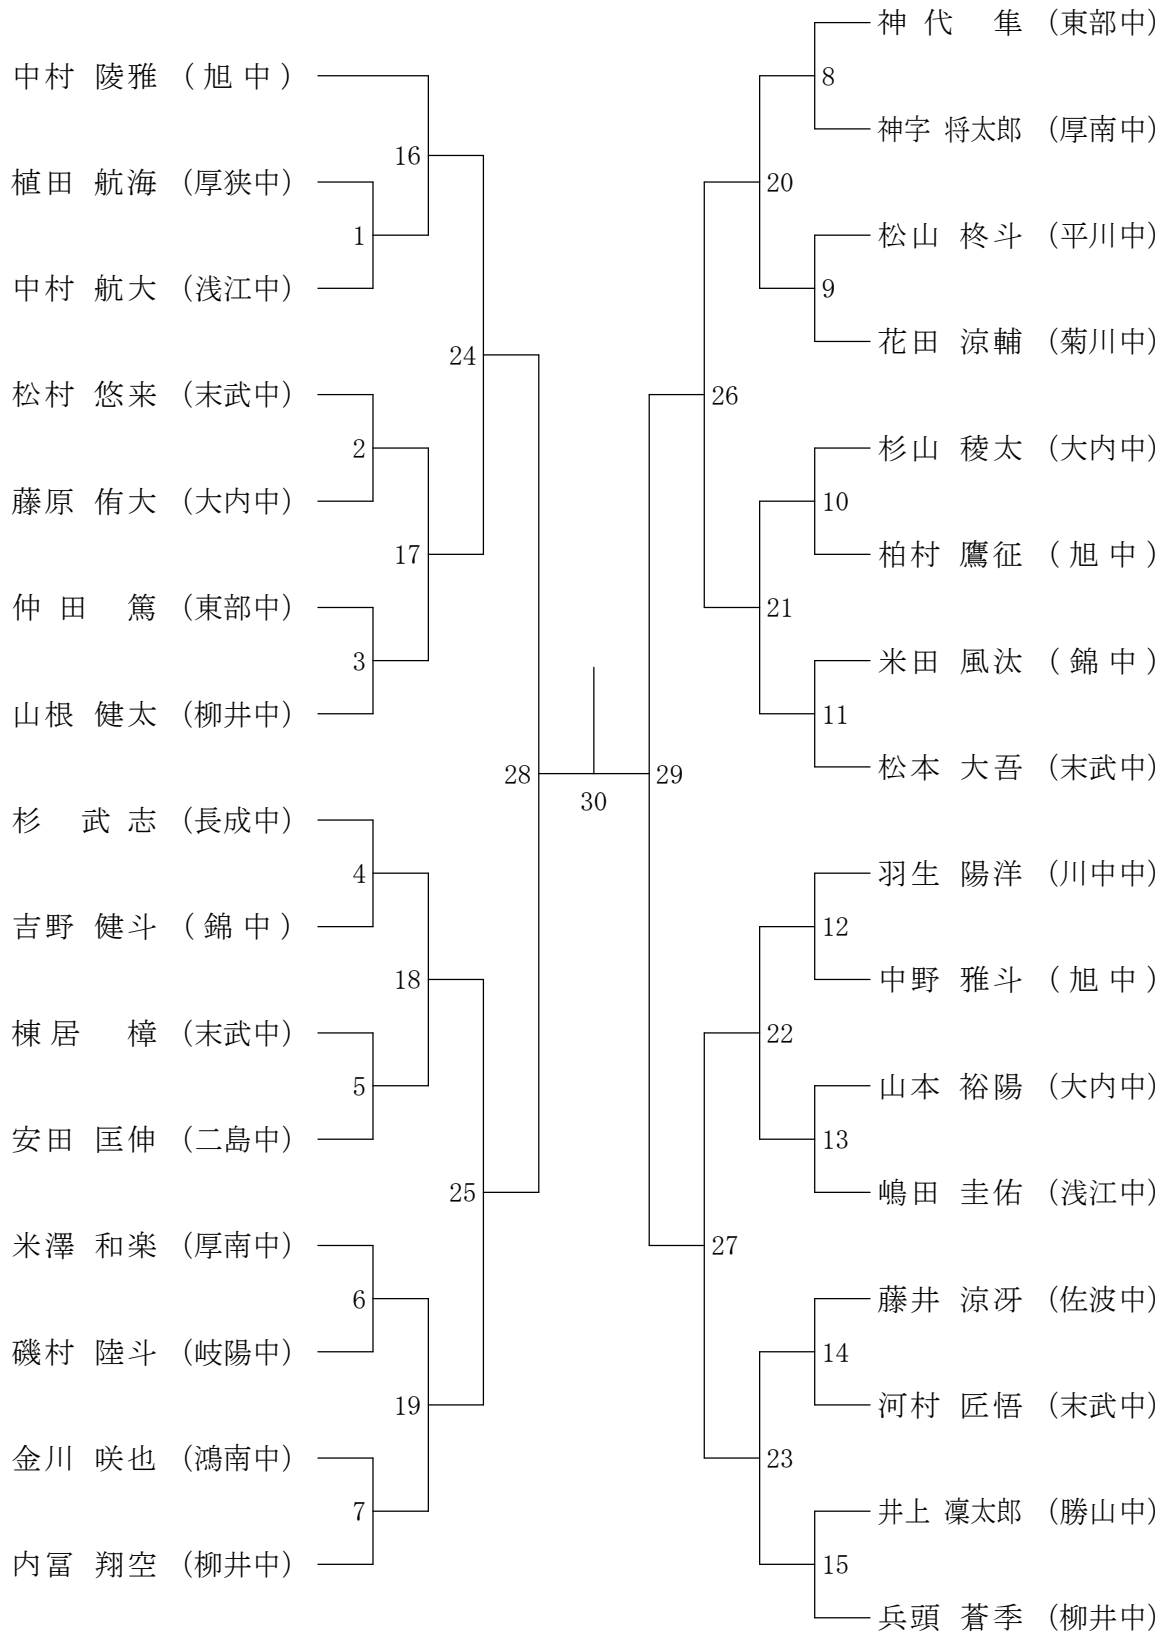 中村 陵雅 (旭中)
植田 航海 (厚狭中)
中村 航大 (浅江中)
松村 悠来 (末武中)
藤原 侑大 (大内中)
仲田 篤 (東部中)
山根 健太 (柳井中)
杉 武志 (長成中)
吉野 健斗 (錦中)
棟居 樟 (末武中)
安田 匡伸 (二島中)
米澤 和楽 (厚南中)
磯村 陸斗 (岐陽中)
金川 咲也 (鴻南中)
内冨 翔空 (柳井中)
1
2
3
4
5
6
7
16
17
18
19
24
25
28
30
29
26
27
20
21
22
23
8
9
10
11
12
13
14
15
神代 隼 (東部中)
神字 将太郎 (厚南中)
松山 柊斗 (平川中)
花田 涼輔 (菊川中)
杉山 稜太 (大内中)
柏村 鷹征 (旭中)
米田 風汰 (錦中)
松本 大吾 (末武中)
羽生 陽洋 (川中中)
中野 雅斗 (旭中)
山本 裕陽 (大内中)
嶋田 圭佑 (浅江中)
藤井 涼冴 (佐波中)
河村 匠悟 (末武中)
井上 凜太郎 (勝山中)
兵頭 蒼季 (柳井中)